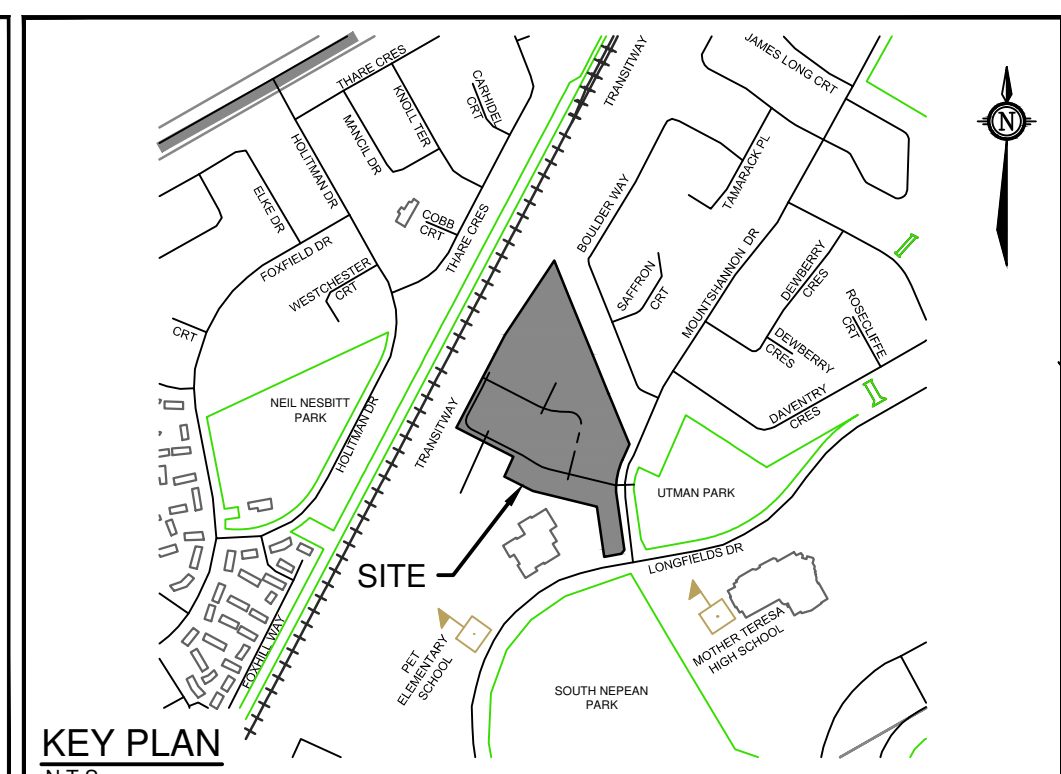 THARE CRES
CARHIDEL
CRT
KNOLL TER
MANCIL DR
HOLITMAN DR
ELKE DR
FOXFIELD DR
WESTCHESTER
CRT
COBB
CRT
THARE CRES
TRANSITWAY
JAMES LONG CRT
N
TAMARACK PL
BOULDER WAY
SAFFRON
CRT
MOUNTSHANNON DR
DEWBERRY
CRES
DEWBERRY
CRES
ROSECLIFFE
CRT
DAVENTRY
CRES
CRT
NEIL NESBITT
PARK
HOLITMAN DR
TRANSITWAY
UTMAN PARK
LONGFIELDS DR
SITE
FOXHILL WAY
PET
ELEMENTARY
SCHOOL
MOTHER TERESA
HIGH SCHOOL
SOUTH NEPEAN
PARK
KEY PLAN
N.T.S.